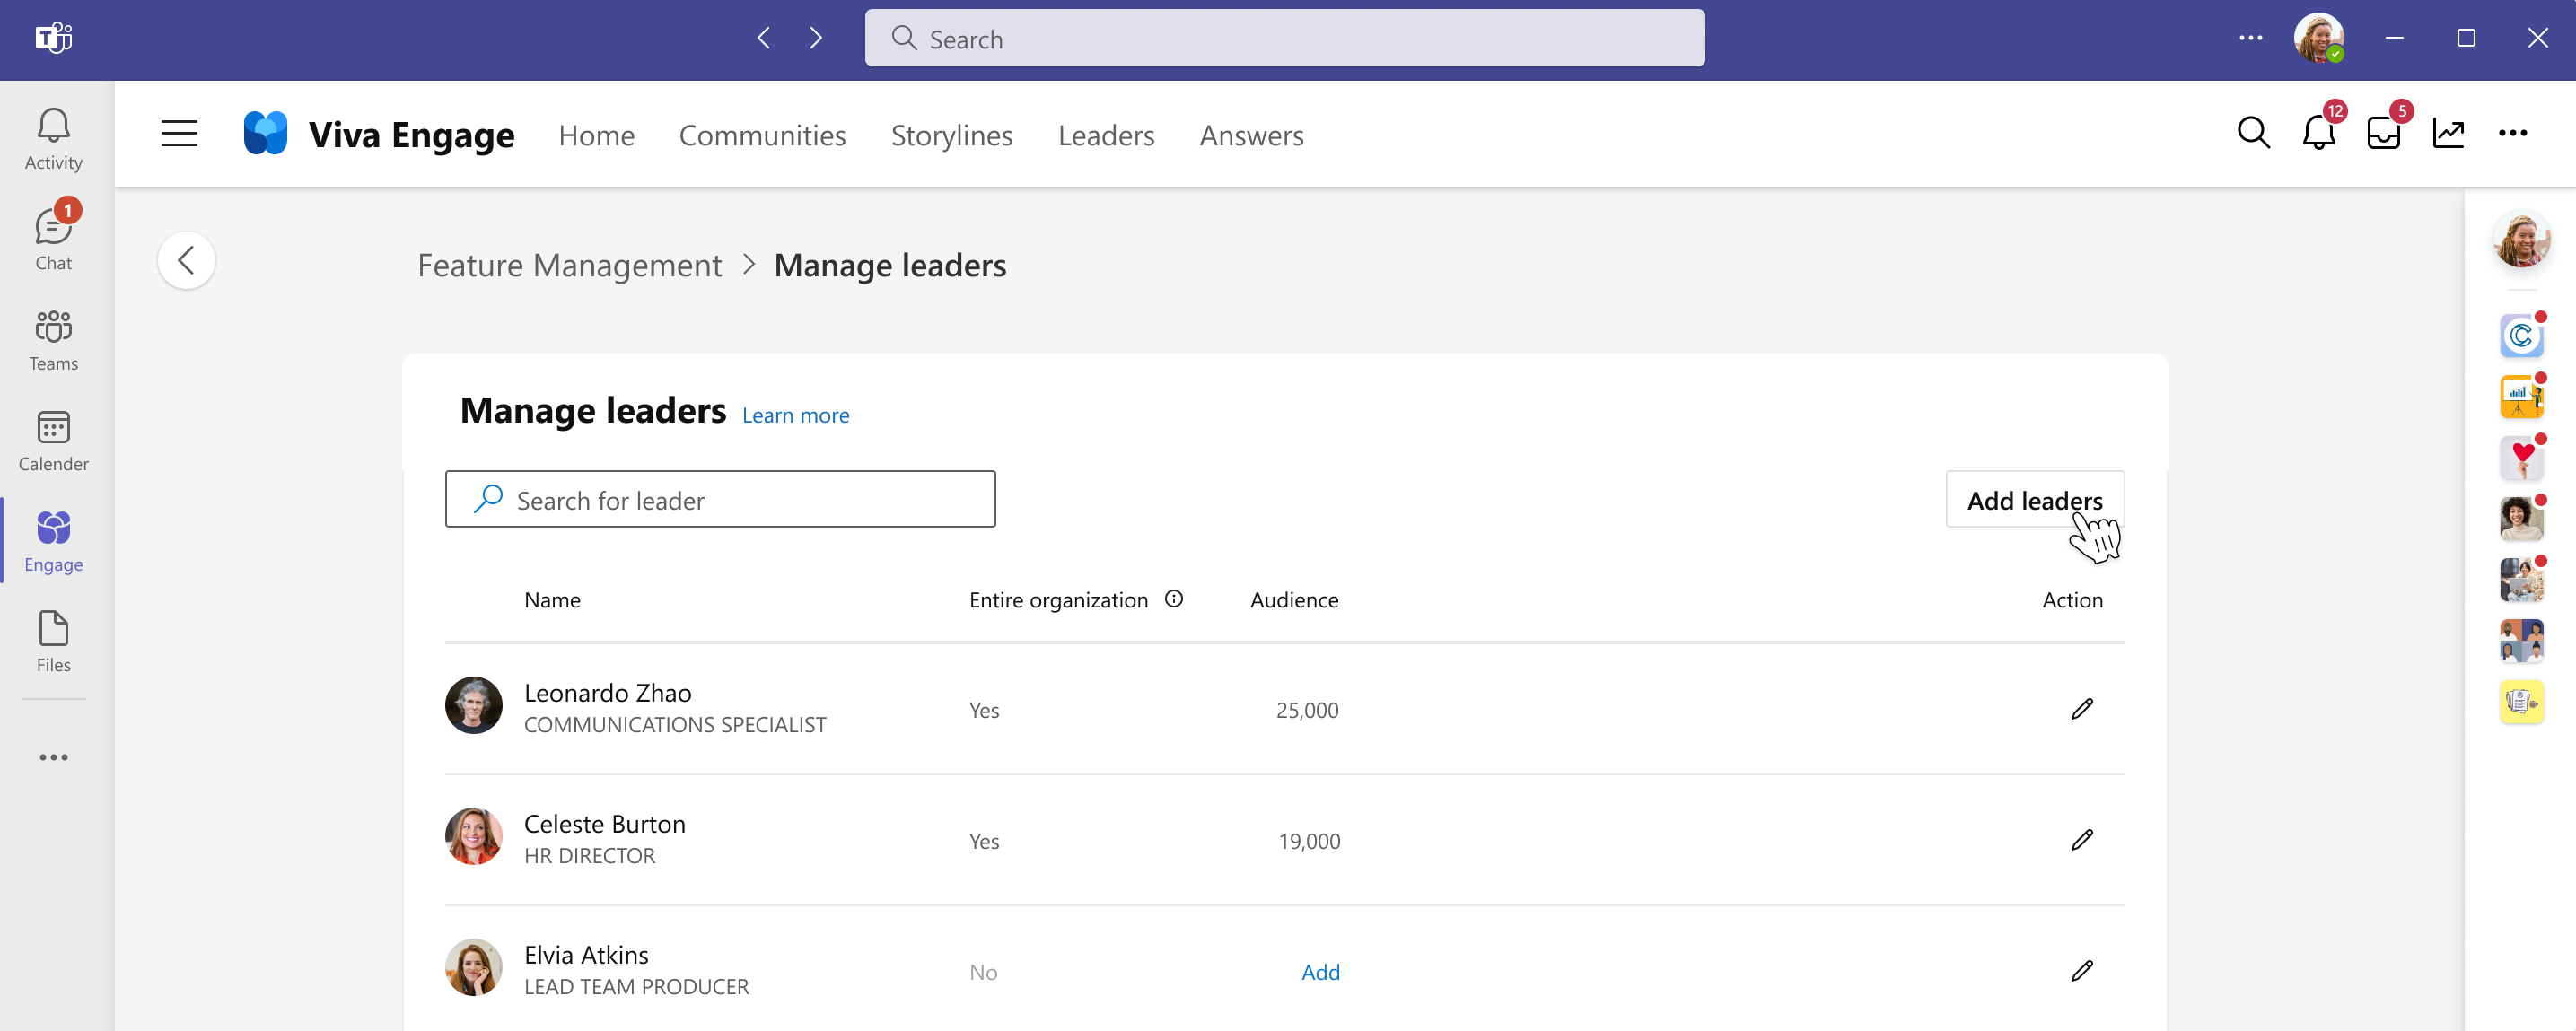 Search
Activity
1
Chat
Teams
Calender
Engage
Files
Viva Engage
Home
Communities
Storylines
Leaders
Answers
12
5
Feature Management > Manage leaders
Manage leaders Learn more
Search for leader
Add leaders
Name
Entire organization
Audience
Action
Leonardo Zhao
COMMUNICATIONS SPECIALIST
Yes
25,000
Celeste Burton
HR DIRECTOR
Yes
19,000
Elvia Atkins
LEAD TEAM PRODUCER
No
Add